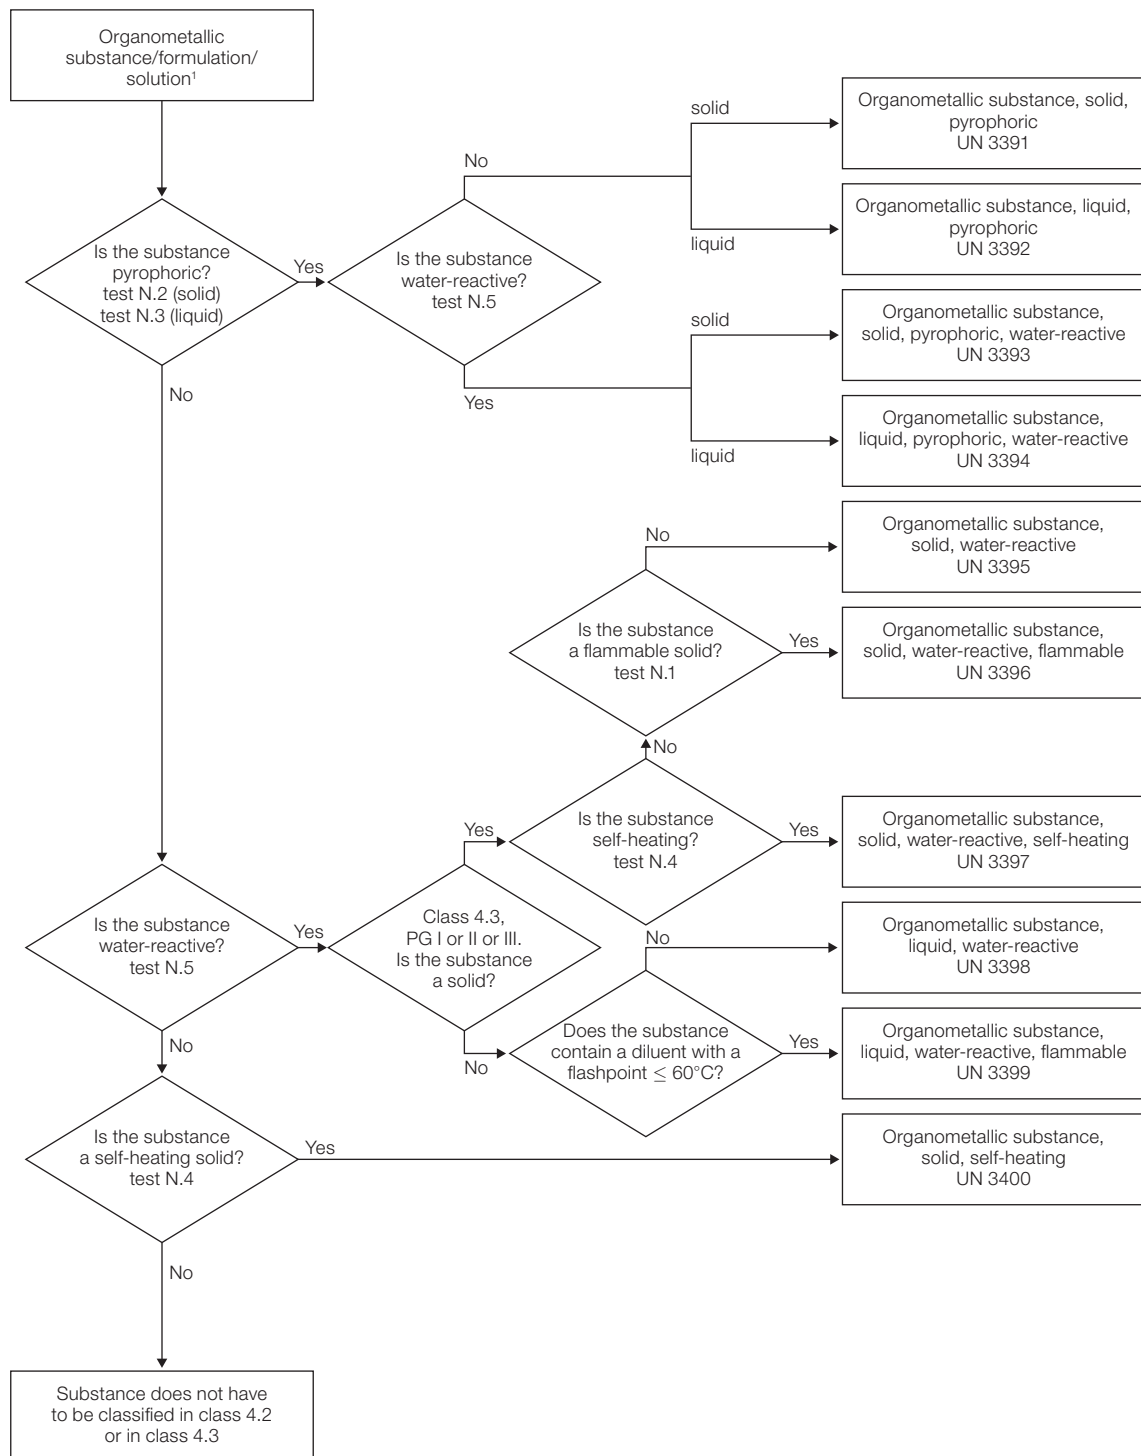 Organometallic
substance/formulation/
solution¹
Is the substance
pyrophoric?
test N.2 (solid)
test N.3 (liquid)
Yes
No
Is the substance
water-reactive?
test N.5
No
Yes
solid
liquid
Organometallic substance, solid,
pyrophoric
UN 3391
Organometallic substance, liquid,
pyrophoric
UN 3392
solid
liquid
Organometallic substance,
solid, pyrophoric, water-reactive
UN 3393
Organometallic substance,
liquid, pyrophoric, water-reactive
UN 3394
No
Organometallic substance,
solid, water-reactive
UN 3395
Is the substance
a flammable solid?
test N.1
Yes
Organometallic substance,
solid, water-reactive, flammable
UN 3396
No
Is the substance
self-heating?
test N.4
Yes
Yes
Organometallic substance,
solid, water-reactive, self-heating
UN 3397
Is the substance
water-reactive?
test N.5
Yes
No
Class 4.3,
PG I or II or III.
Is the substance
a solid?
No
No
Organometallic substance,
liquid, water-reactive
UN 3398
Does the substance
contain a diluent with a
flashpoint ≤ 60°C?
Yes
Organometallic substance,
liquid, water-reactive, flammable
UN 3399
Is the substance
a self-heating solid?
test N.4
Yes
Organometallic substance,
solid, self-heating
UN 3400
No
Substance does not have
to be classified in class 4.2
or in class 4.3